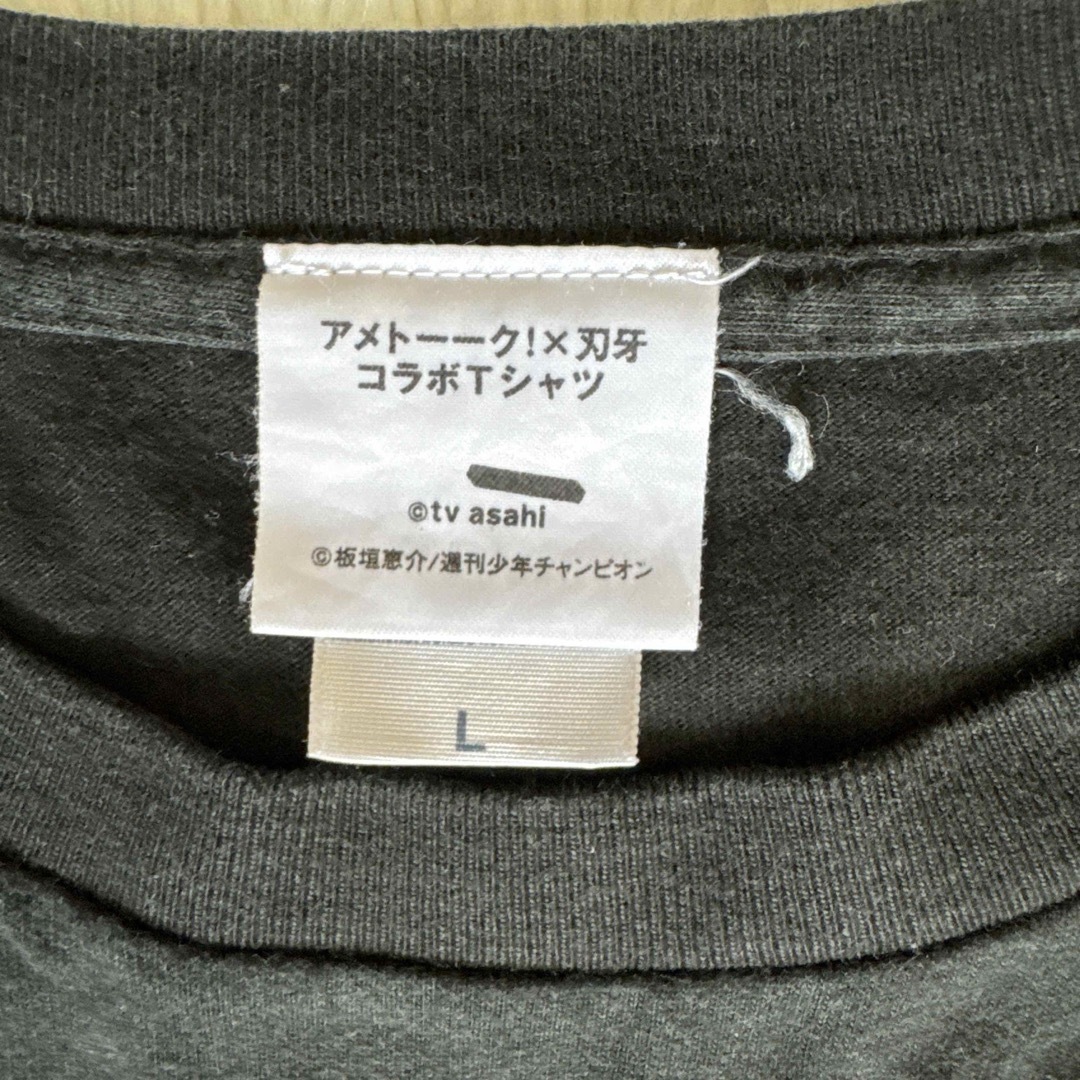 アメトーーク!×刃牙
コラボTシャツ
©tv asahi
©板垣恵介/週刊少年チャンピオン
L